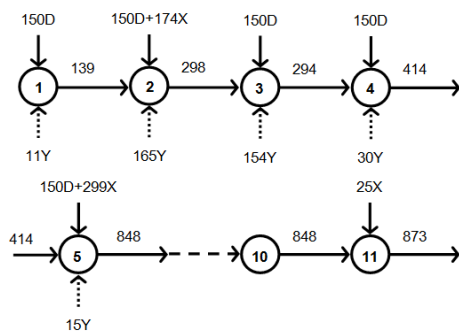 150D 150D+174X 150D 150D
1 139 2 298 3 294 4 414
11Y 165Y 154Y 30Y
150D+299X 25X
414 5 848 10 848 11 873
15Y